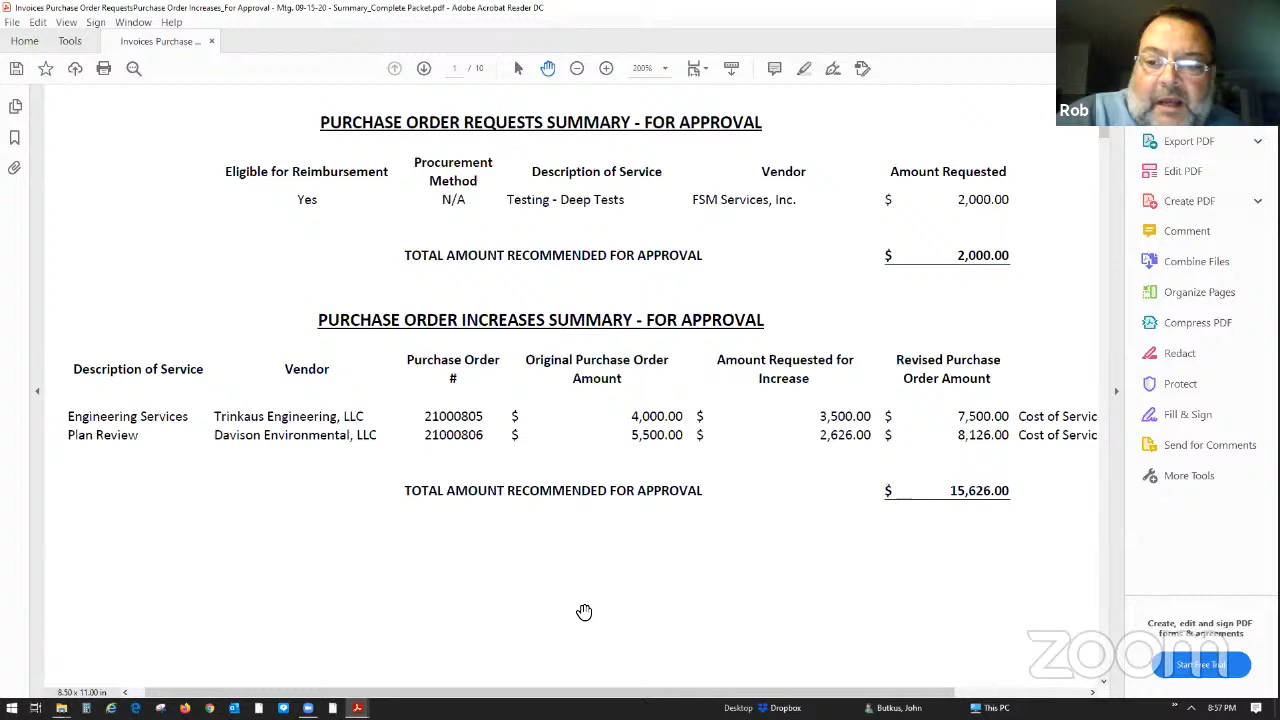 Invoices Purchase Order RequestsPurchase Order Increases_For Approval - Mtg. 09-15-20 - Summary_Complete Packet.pdf - Adobe Acrobat Reader DC
File Edit View Sign Window Help
Home Tools Invoices Purchase ... ×
1 / 10 200%
Rob
PURCHASE ORDER REQUESTS SUMMARY - FOR APPROVAL
Eligible for Reimbursement Procurement Method Description of Service Vendor Amount Requested
Yes N/A Testing - Deep Tests FSM Services, Inc. $ 2,000.00
TOTAL AMOUNT RECOMMENDED FOR APPROVAL $ 2,000.00
PURCHASE ORDER INCREASES SUMMARY - FOR APPROVAL
Description of Service Vendor Purchase Order # Original Purchase Order Amount Amount Requested for Increase Revised Purchase Order Amount
Engineering Services Trinkaus Engineering, LLC 21000805 $ 4,000.00 $ 3,500.00 $ 7,500.00 Cost of Servic
Plan Review Davison Environmental, LLC 21000806 $ 5,500.00 $ 2,626.00 $ 8,126.00 Cost of Servic
TOTAL AMOUNT RECOMMENDED FOR APPROVAL $ 15,626.00
Export PDF
Edit PDF
Create PDF
Comment
Combine Files
Organize Pages
Compress PDF
Redact
Protect
Fill & Sign
Send for Comments
More Tools
Create, edit and sign PDF
forms & agreements
Start Free Trial
zoom
8.50 x 11.00 in
Desktop Dropbox Butkus, John This PC 8:57 PM